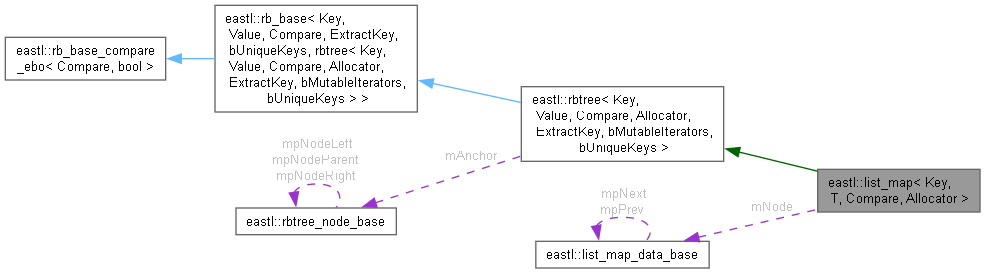 eastl::rb_base_compare
_ebo< Compare, bool >
eastl::rb_base< Key,
Value, Compare, ExtractKey,
bUniqueKeys, rbtree< Key,
Value, Compare, Allocator,
ExtractKey, bMutableIterators,
bUniqueKeys > >
eastl::rbtree< Key,
Value, Compare, Allocator,
ExtractKey, bMutableIterators,
bUniqueKeys >
mpNodeLeft
mpNodeParent
mpNodeRight
mAnchor
eastl::rbtree_node_base
eastl::list_map< Key,
T, Compare, Allocator >
mpNext
mpPrev
mNode
eastl::list_map_data_base